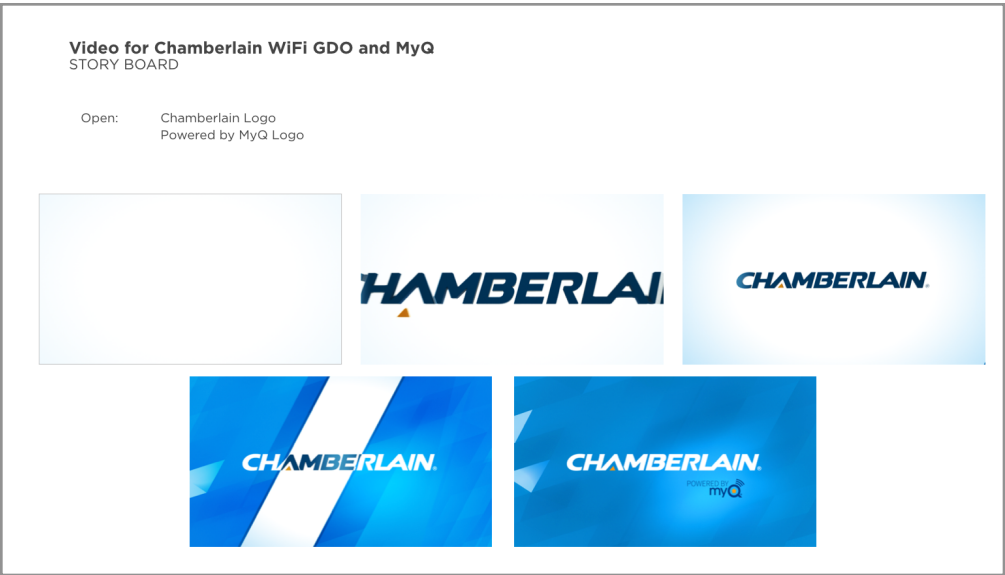 Video for Chamberlain WiFi GDO and MyQ
STORY BOARD
Open: Chamberlain Logo
Powered by MyQ Logo
CHAMBERLAI
CHAMBERLAIN®
CHAMBERLAIN®
CHAMBERLAIN®
POWERED BY
myQ